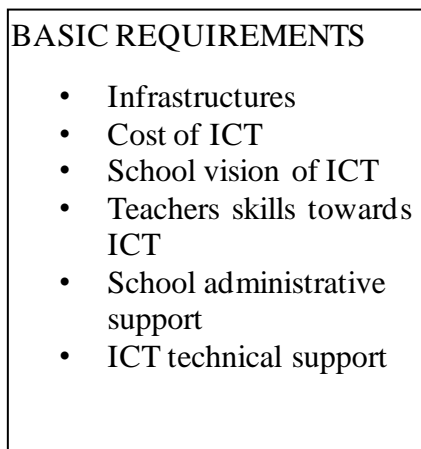 BASIC REQUIREMENTS
• Infrastructures
• Cost of ICT
• School vision of ICT
• Teachers skills towards
ICT
• School administrative
support
• ICT technical support